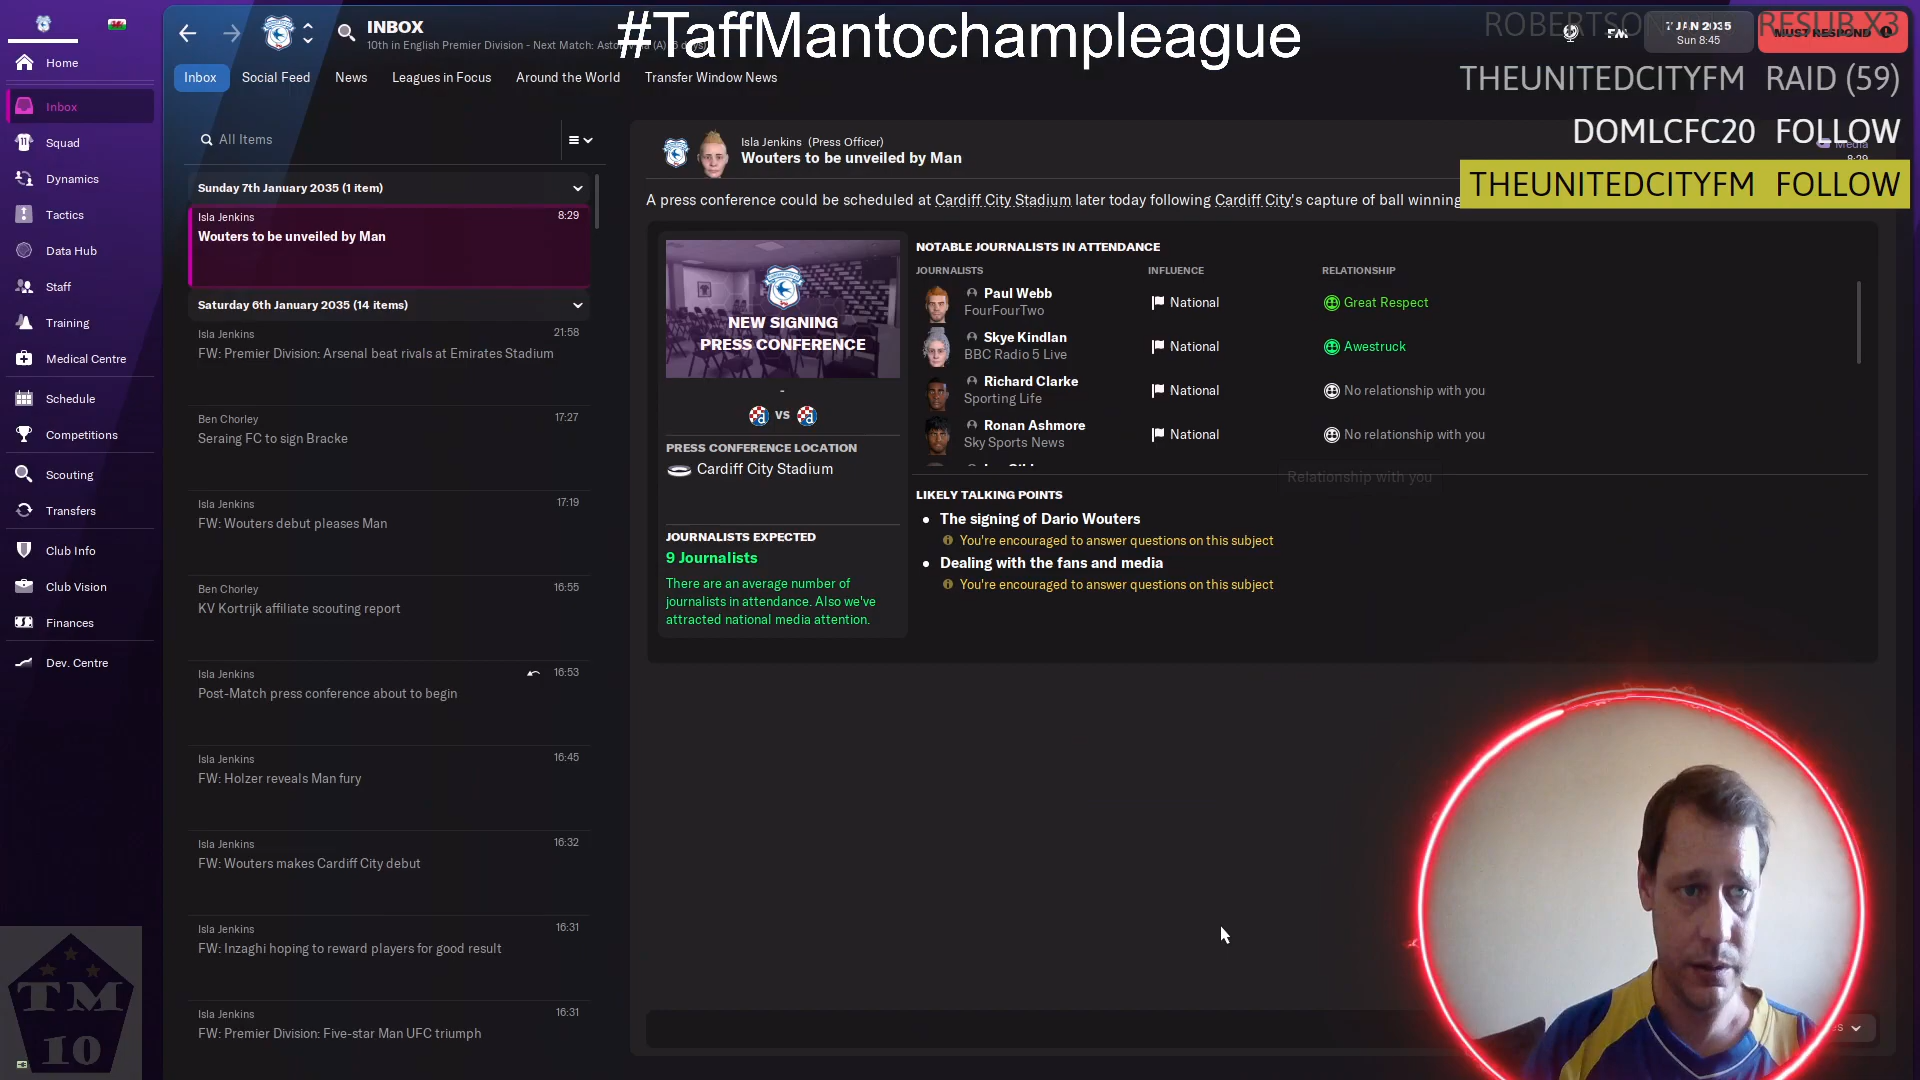 Home
Inbox
Squad
Dynamics
Tactics
Data Hub
Staff
Training
Medical Centre
Schedule
Competitions
Scouting
Transfers
Club Info
Club Vision
Finances
Dev. Centre
TM
10
INBOX
10th in English Premier Division - Next Match:
#TaffMantochampleague
Inbox
Social Feed
News
Leagues in Focus
Around the World
Transfer Window News
7 JAN 2035
Sun 8:45
MUST RESPOND
RESUB X3
THEUNITEDCITYFM RAID (59)
DOMLCFC20 FOLLOW
THEUNITEDCITYFM FOLLOW
All Items
Sunday 7th January 2035 (1 item)
Isla Jenkins 8:29
Wouters to be unveiled by Man
Saturday 6th January 2035 (14 items)
Isla Jenkins 21:58
FW: Premier Division: Arsenal beat rivals at Emirates Stadium
Ben Chorley 17:27
Seraing FC to sign Bracke
Isla Jenkins 17:19
FW: Wouters debut pleases Man
Ben Chorley 16:55
KV Kortrijk affiliate scouting report
Isla Jenkins 16:53
Post-Match press conference about to begin
Isla Jenkins 16:45
FW: Holzer reveals Man fury
Isla Jenkins 16:32
FW: Wouters makes Cardiff City debut
Isla Jenkins 16:31
FW: Inzaghi hoping to reward players for good result
Isla Jenkins 16:31
FW: Premier Division: Five-star Man UFC triumph
Isla Jenkins (Press Officer)
Wouters to be unveiled by Man
Media
8:29
A press conference could be scheduled at Cardiff City Stadium later today following Cardiff City's capture of ball winning
NEW SIGNING
PRESS CONFERENCE
-
VS
PRESS CONFERENCE LOCATION
Cardiff City Stadium
JOURNALISTS EXPECTED
9 Journalists
There are an average number of
journalists in attendance. Also we've
attracted national media attention.
NOTABLE JOURNALISTS IN ATTENDANCE
JOURNALISTS INFLUENCE RELATIONSHIP
Paul Webb
FourFourTwo
National
Great Respect
Skye Kindlan
BBC Radio 5 Live
National
Awestruck
Richard Clarke
Sporting Life
National
No relationship with you
Ronan Ashmore
Sky Sports News
National
No relationship with you
Relationship with you
LIKELY TALKING POINTS
The signing of Dario Wouters
You're encouraged to answer questions on this subject
Dealing with the fans and media
You're encouraged to answer questions on this subject